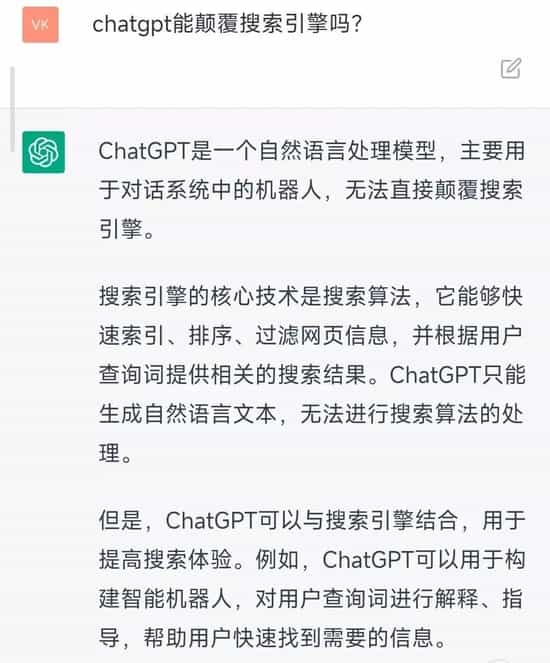 VK
chatgpt能颠覆搜索引擎吗?
ChatGPT是一个自然语言处理模型，主要用
于对话系统中的机器人，无法直接颠覆搜索
引擎。
搜索引擎的核心技术是搜索算法，它能够快
速索引、排序、过滤网页信息，并根据用户
查询词提供相关的搜索结果。ChatGPT只能
生成自然语言文本，无法进行搜索算法的处
理。
但是，ChatGPT可以与搜索引擎结合，用于
提高搜索体验。例如，ChatGPT可以用于构
建智能机器人，对用户查询词进行解释、指
导，帮助用户快速找到需要的信息。